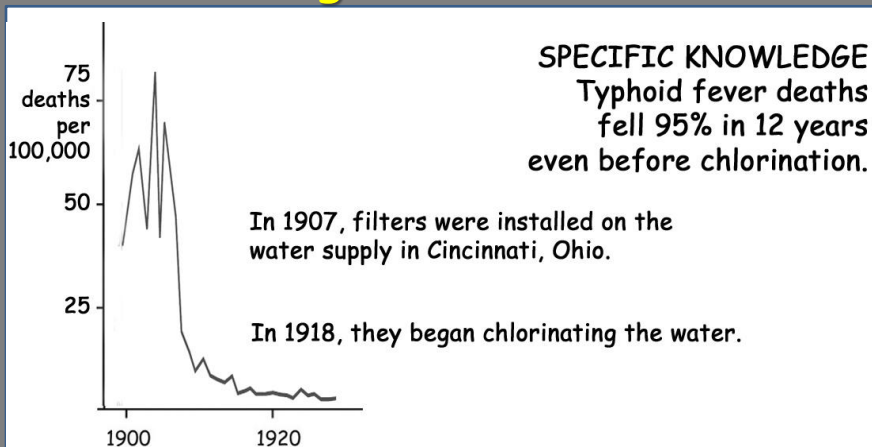 SPECIFIC KNOWLEDGE
Typhoid fever deaths
fell 95% in 12 years
even before chlorination.
75
deaths
per
100,000
50
In 1907, filters were installed on the
water supply in Cincinnati, Ohio.
25
In 1918, they began chlorinating the water.
1900
1920